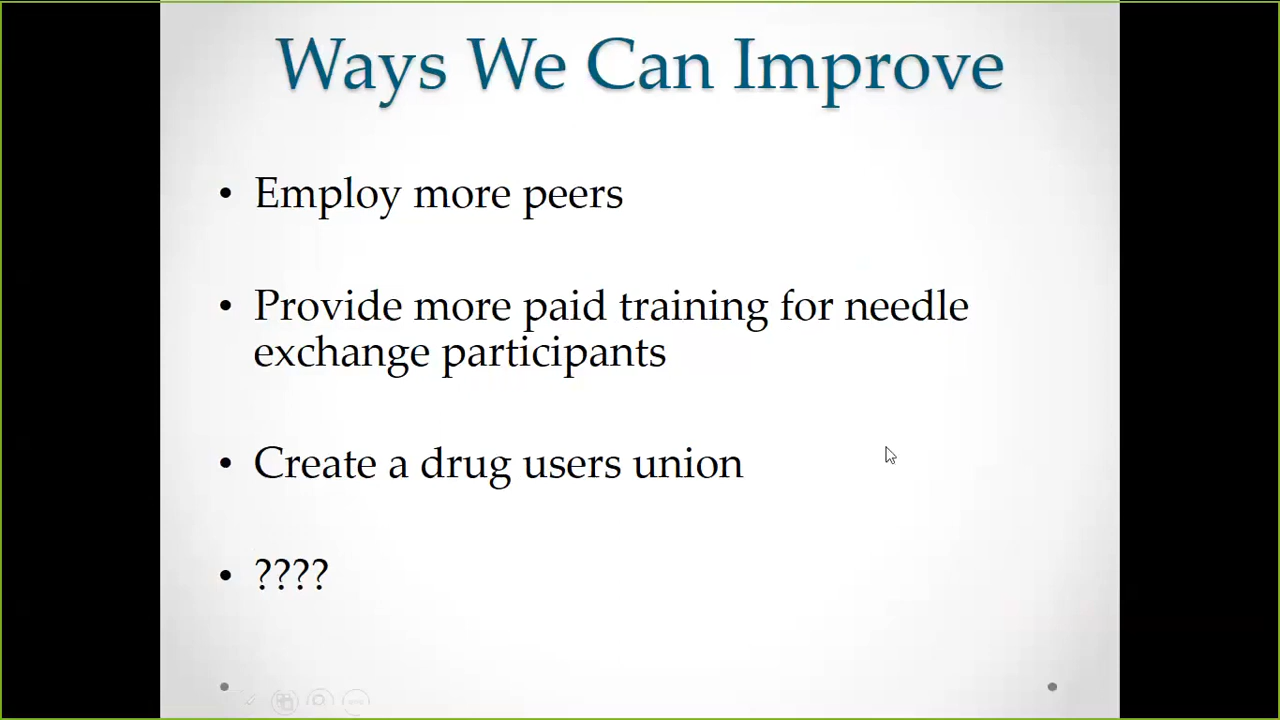 Ways We Can Improve
• Employ more peers
• Provide more paid training for needle
exchange participants
• Create a drug users union
• ????